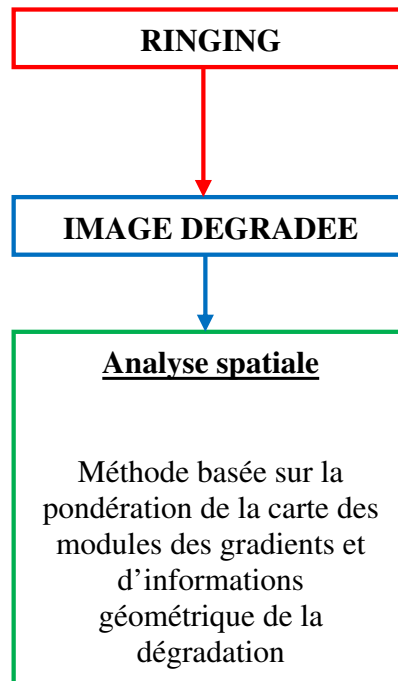 RINGING
IMAGE DEGRADEE
Analyse spatiale
Méthode basée sur la
pondération de la carte des
modules des gradients et
d'informations
géométrique de la
dégradation